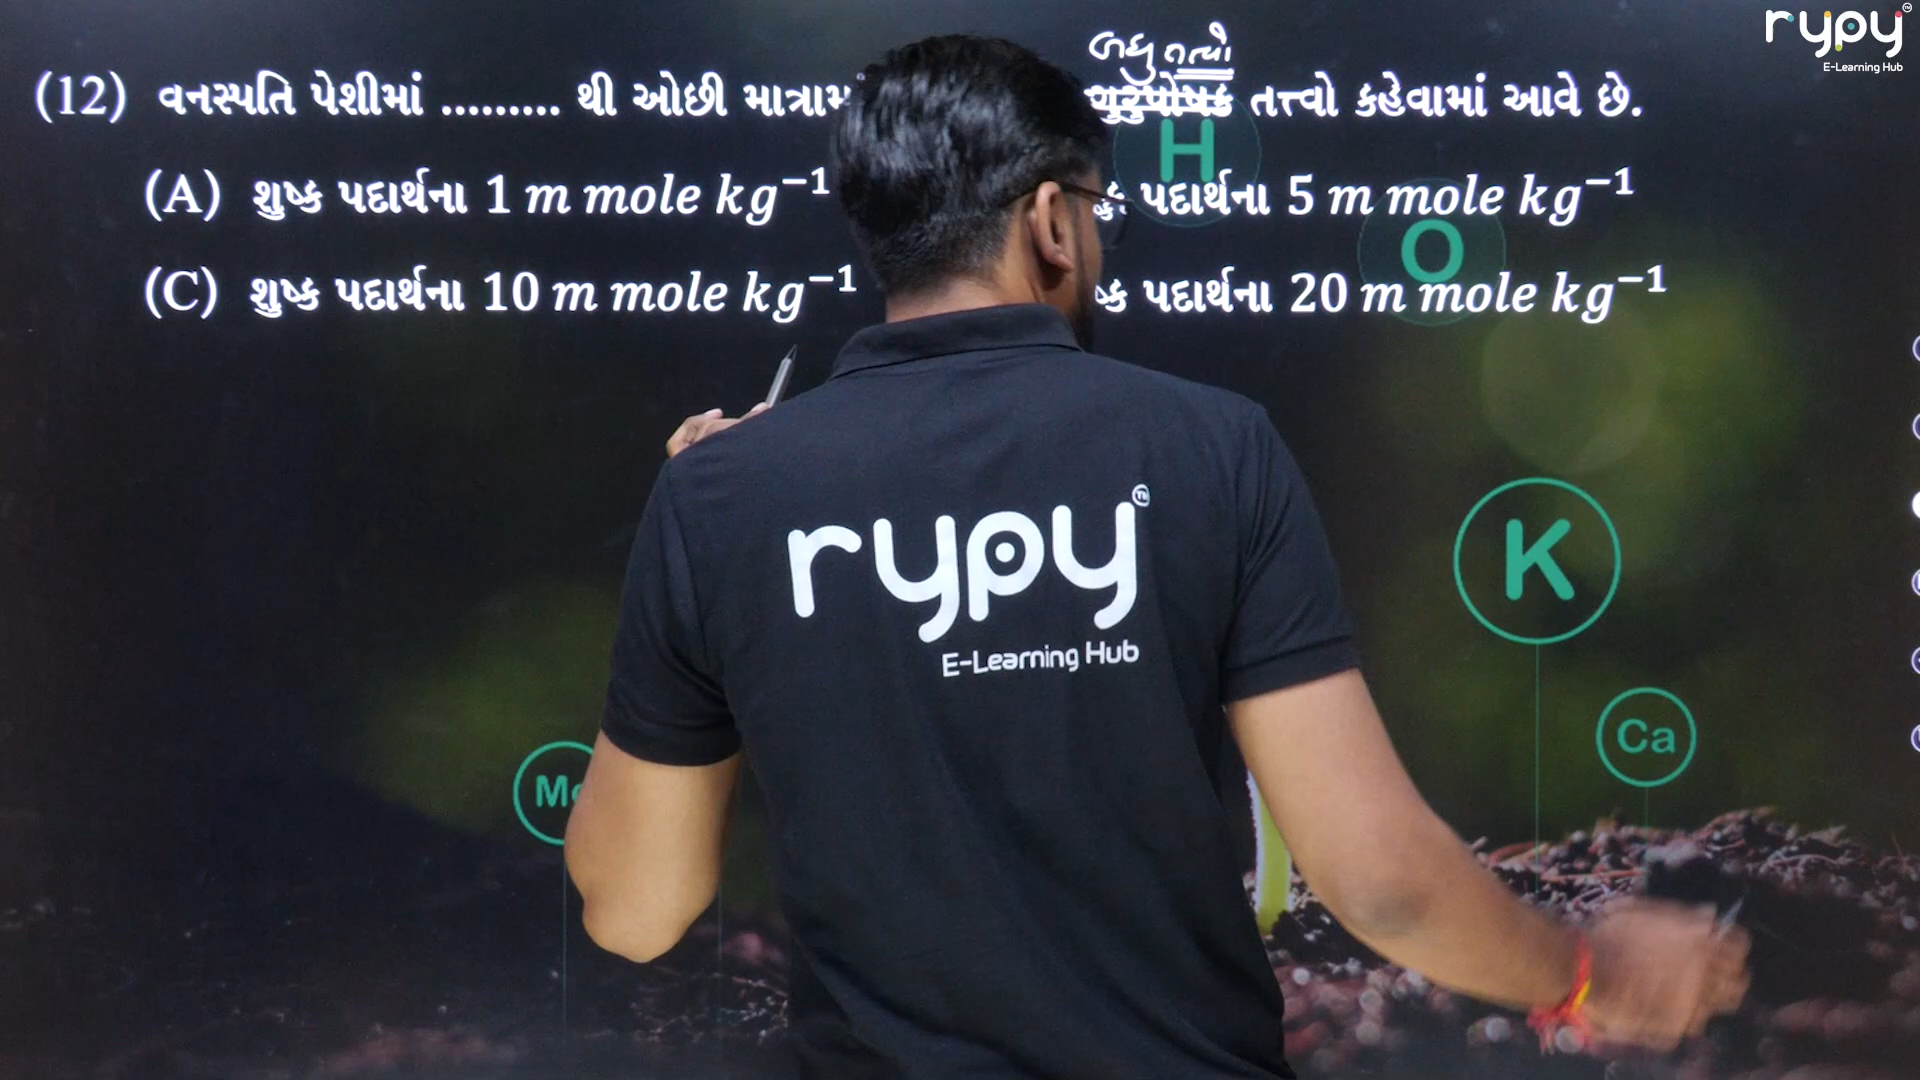 rypy
E-Learning Hub
લઘુ તત્વો
(12) વનસ્પતિ પેશીમાં ......... થી ઓછી તત્ત્વો કહેવામાં આવે છે.
(A) શુષ્ક પદાર્થના 1 m mole kg⁻¹ પદાર્થના 5 m mole kg⁻¹
(C) શુષ્ક પદાર્થના 10 m mole kg⁻¹ પદાર્થના 20 m mole kg⁻¹
H
O
K
Ca
rypy
E-Learning Hub